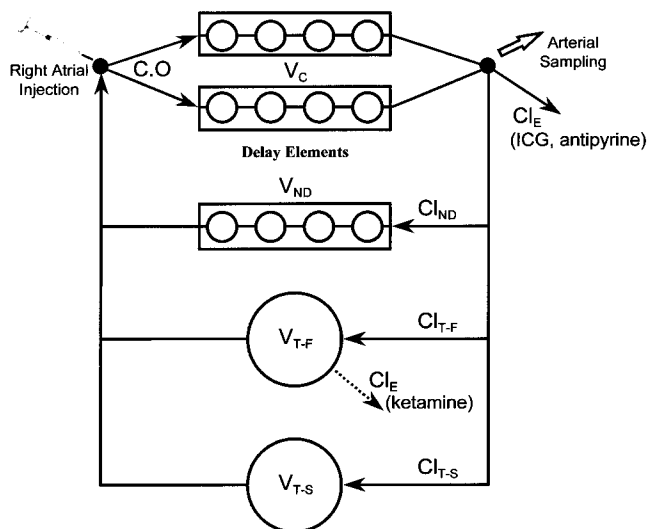 Right Atrial
Injection
C.O
V_C
Arterial
Sampling
Cl_E
(ICG, antipyrine)
Delay Elements
V_ND
Cl_ND
V_T-F
Cl_T-F
Cl_E
(ketamine)
V_T-S
Cl_T-S